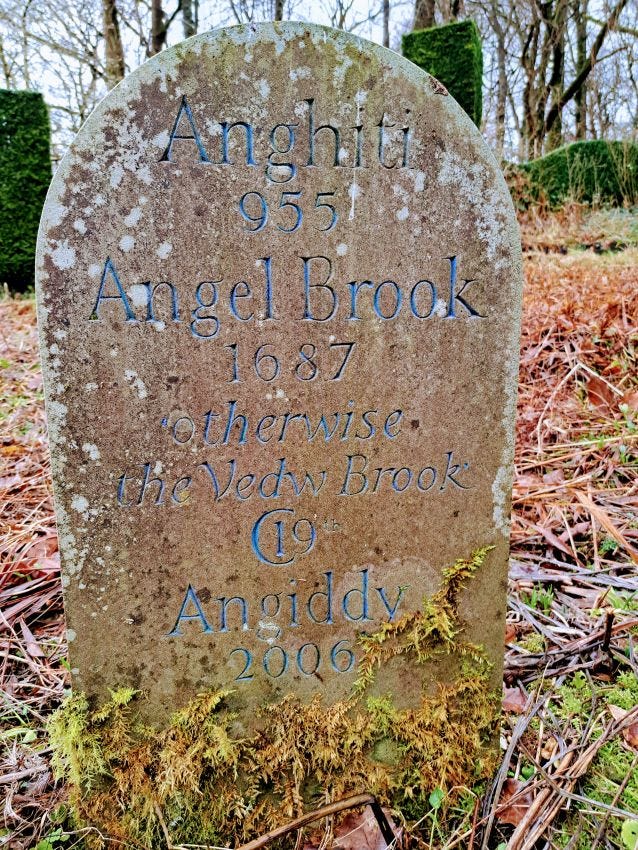 Anghiti
955
Angel Brook
1687
'otherwise
the Vedw Brook'
C19th
Angiddy
2006